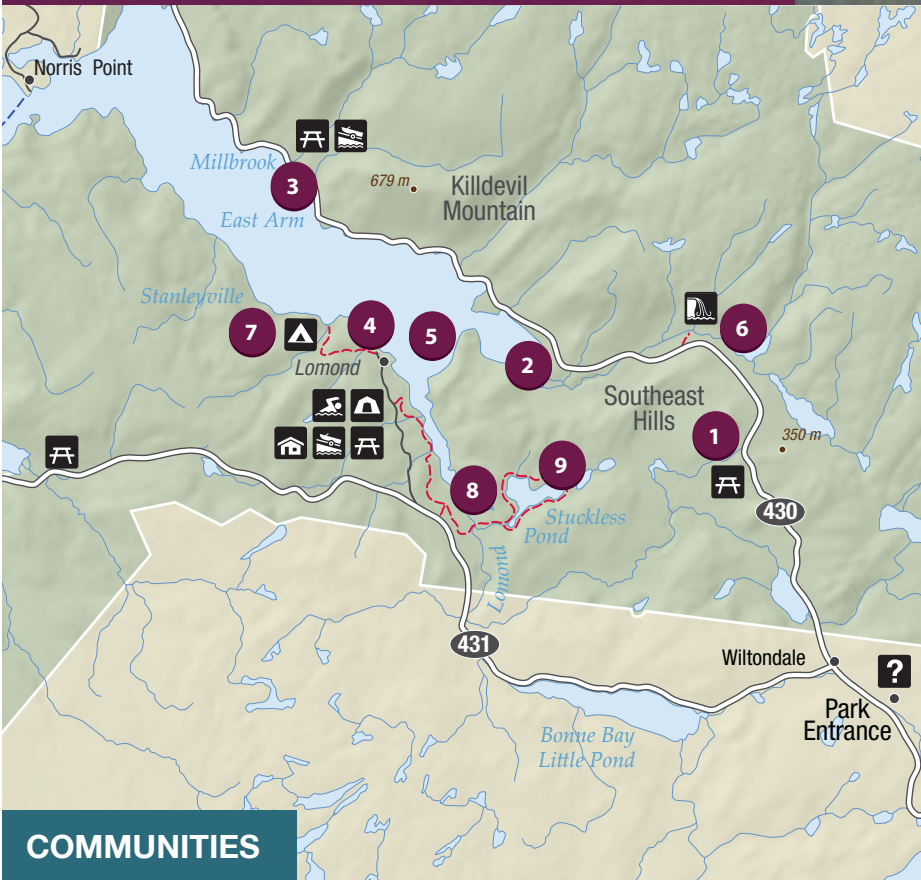 Norris Point
Millbrook
3
679 m
Killdevil
Mountain
East Arm
Stanleyville
7
4
5
6
Lomond
2
Southeast
Hills
1
350 m
9
8
Stuckless
Pond
430
Lomond
431
Wiltondale
?
Park
Entrance
Bonne Bay
Little Pond
COMMUNITIES